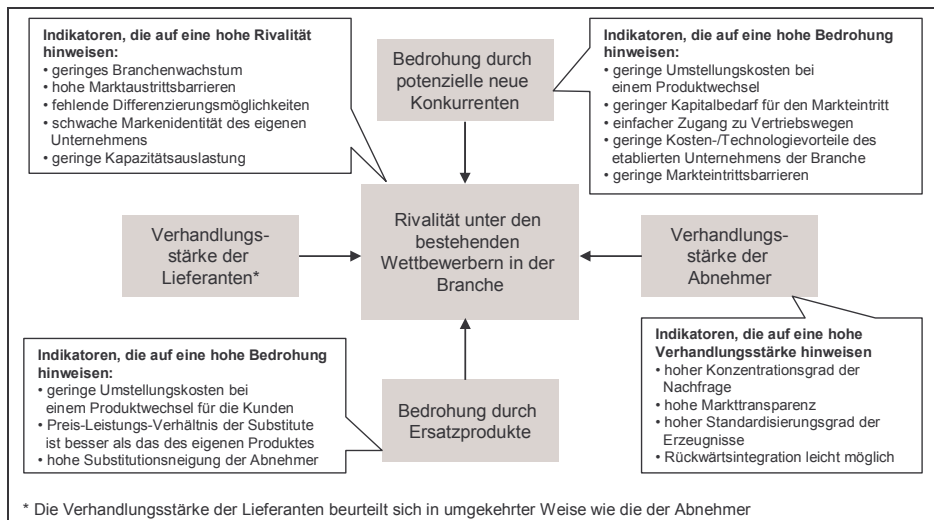 Indikatoren, die auf eine hohe Rivalität
hinweisen:
• geringes Branchenwachstum
• hohe Marktaustrittsbarrieren
• fehlende Differenzierungsmöglichkeiten
• schwache Markenidentität des eigenen
Unternehmens
• geringe Kapazitätsauslastung
Bedrohung durch
potenzielle neue
Konkurrenten
Indikatoren, die auf eine hohe Bedrohung
hinweisen:
• geringe Umstellungskosten bei
einem Produktwechsel
• geringer Kapitalbedarf für den Markteintritt
• einfacher Zugang zu Vertriebswegen
• geringe Kosten-/Technologievorteile des
etablierten Unternehmens der Branche
• geringe Markteintrittsbarrieren
Verhandlungs-
stärke der
Lieferanten*
Rivalität unter den
bestehenden
Wettbewerbern in der
Branche
Verhandlungs-
stärke der
Abnehmer
Indikatoren, die auf eine hohe Bedrohung
hinweisen:
• geringe Umstellungskosten bei
einem Produktwechsel für die Kunden
• Preis-Leistungs-Verhältnis der Substitute
ist besser als das des eigenen Produktes
• hohe Substitutionsneigung der Abnehmer
Bedrohung durch
Ersatzprodukte
Indikatoren, die auf eine hohe
Verhandlungsstärke hinweisen
• hoher Konzentrationsgrad der
Nachfrage
• hohe Markttransparenz
• hoher Standardisierungsgrad der
Erzeugnisse
• Rückwärtsintegration leicht möglich
* Die Verhandlungsstärke der Lieferanten beurteilt sich in umgekehrter Weise wie die der Abnehmer